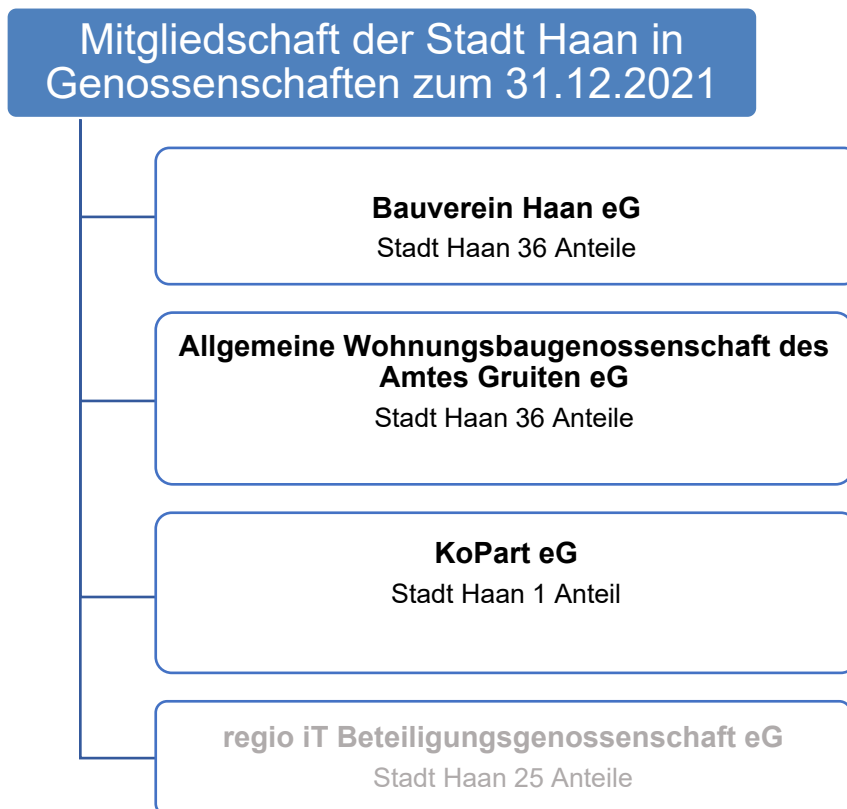 Mitgliedschaft der Stadt Haan in
Genossenschaften zum 31.12.2021
Bauverein Haan eG
Stadt Haan 36 Anteile
Allgemeine Wohnungsbaugenossenschaft des
Amtes Gruiten eG
Stadt Haan 36 Anteile
KoPart eG
Stadt Haan 1 Anteil
regio iT Beteiligungsgenossenschaft eG
Stadt Haan 25 Anteile